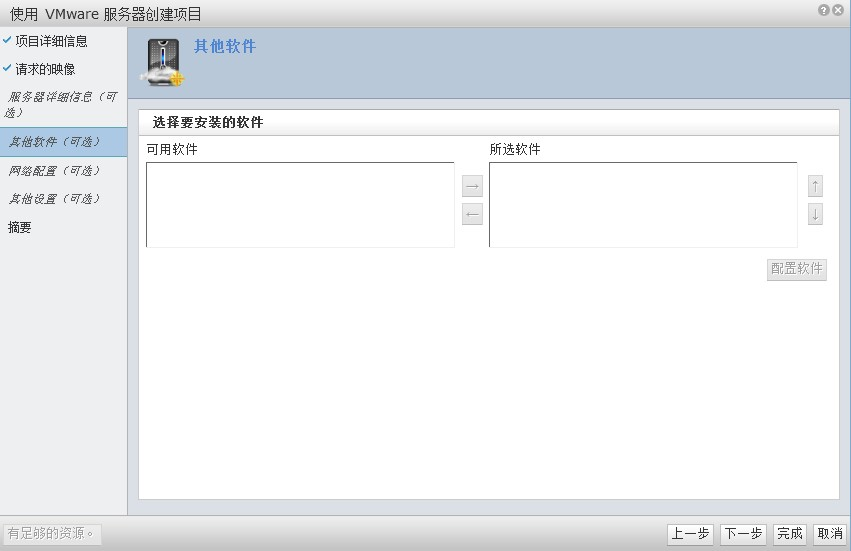 使用 VMware 服务器创建项目
项目详细信息
请求的映像
服务器详细信息（可
选）
其他软件（可选）
网络配置（可选）
其他设置（可选）
摘要
其他软件
选择要安装的软件
可用软件
所选软件
→
←
↑
↓
配置软件
有足够的资源。
上一步
下一步
完成
取消